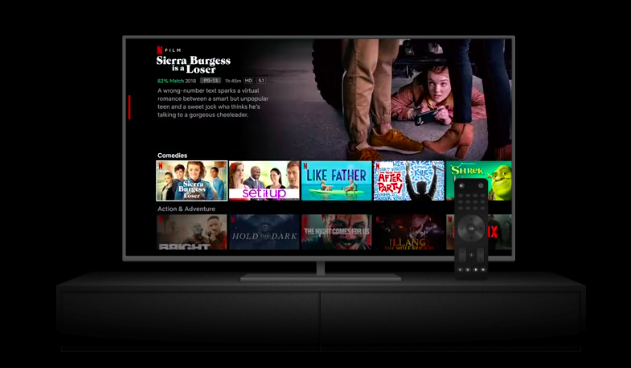 N FILM
Sierra Burgess
is a Loser
82% Match 2018 PG-13 1h 45m HD 5.1
A wrong-number text sparks a virtual
romance between a smart but unpopular
teen and a sweet jock who thinks he's
talking to a gorgeous cheerleader.
Comedies
Sierra Burgess is a Loser
set it up
LIKE FATHER
THE AFTER PARTY
SHREK
Action & Adventure
BRIGHT
HOLD THE DARK
THE NIGHT COMES FOR US
ILLANG